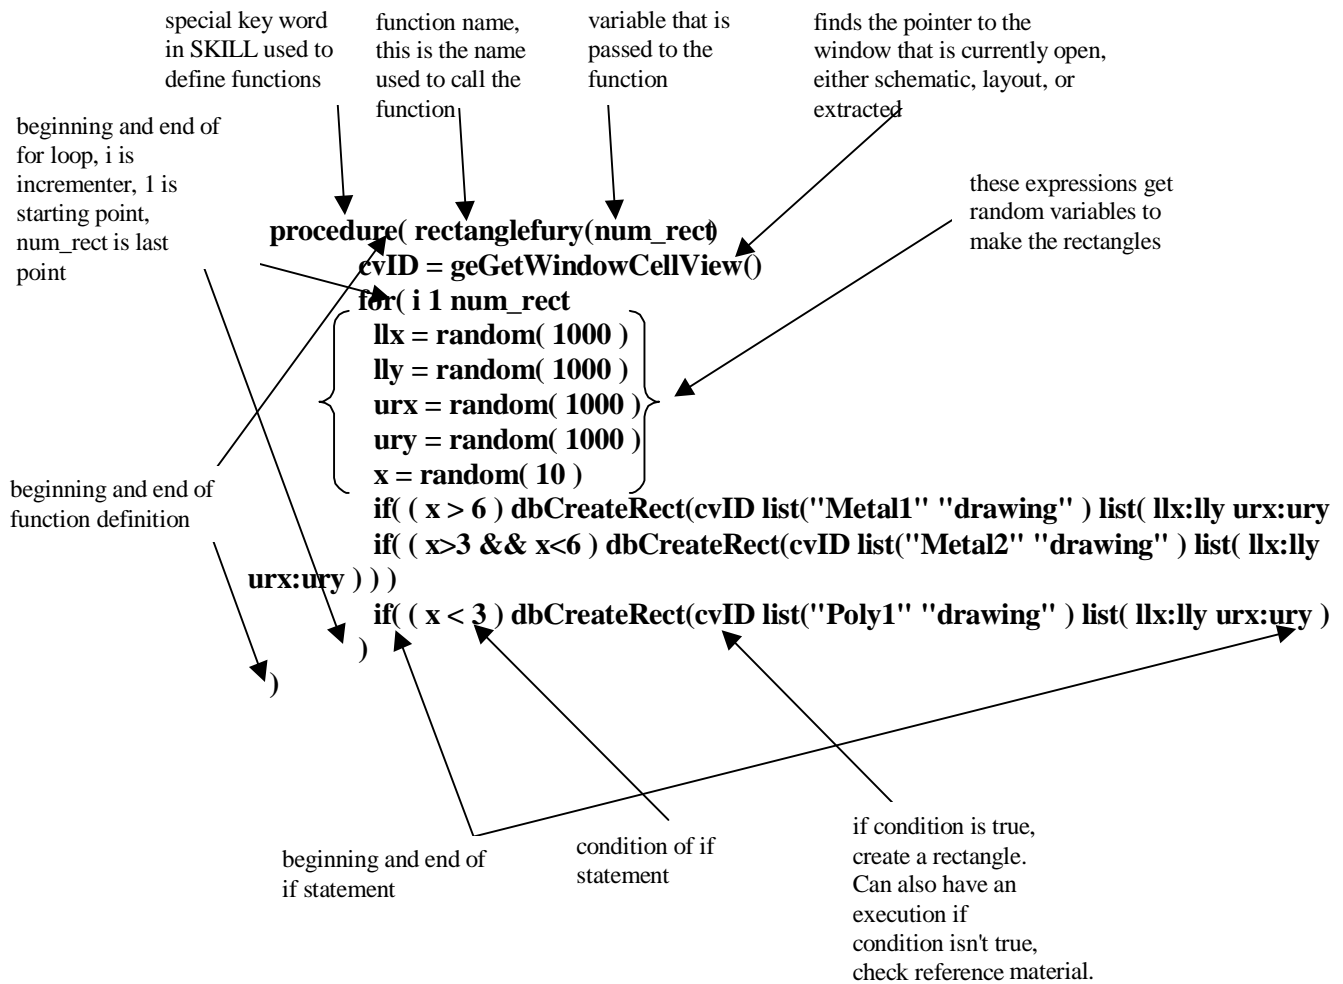 special key word
in SKILL used to
define functions
function name,
this is the name
used to call the
function
variable that is
passed to the
function
finds the pointer to the
window that is currently open,
either schematic, layout, or
extracted
beginning and end of
for loop, i is
incrementer, 1 is
starting point,
num_rect is last
point
these expressions get
random variables to
make the rectangles
procedure( rectanglefury(num_rect)
cvID = geGetWindowCellView()
for( i 1 num_rect
llx = random( 1000 )
lly = random( 1000 )
urx = random( 1000 )
ury = random( 1000 )
x = random( 10 )
if( ( x > 6 ) dbCreateRect(cvID list("Metal1" "drawing" ) list( llx:lly urx:ury
if( ( x>3 && x<6 ) dbCreateRect(cvID list("Metal2" "drawing" ) list( llx:lly
urx:ury ) ) )
if( ( x < 3 ) dbCreateRect(cvID list("Poly1" "drawing" ) list( llx:lly urx:ury )
)
)
beginning and end of
function definition
beginning and end of
if statement
condition of if
statement
if condition is true,
create a rectangle.
Can also have an
execution if
condition isn't true,
check reference material.